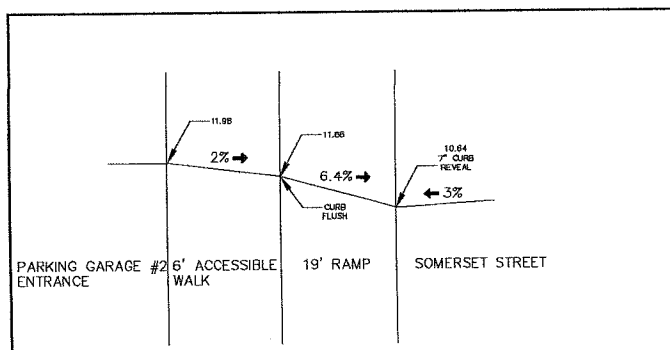 11.98
11.86
10.64
7" CURB
REVEAL
2%
6.4%
3%
CURB
FLUSH
PARKING GARAGE #2
ENTRANCE
6' ACCESSIBLE
WALK
19' RAMP
SOMERSET STREET